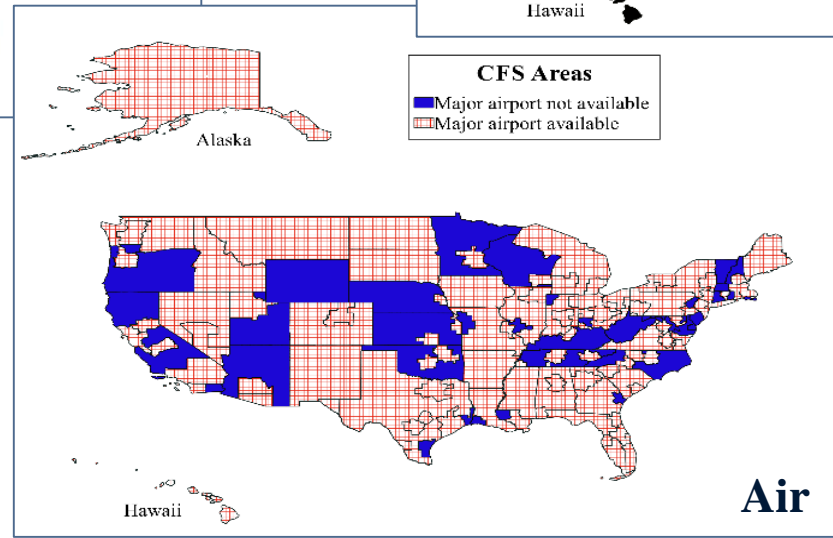 Hawaii
CFS Areas
Major airport not available
Major airport available
Alaska
Hawaii
Air